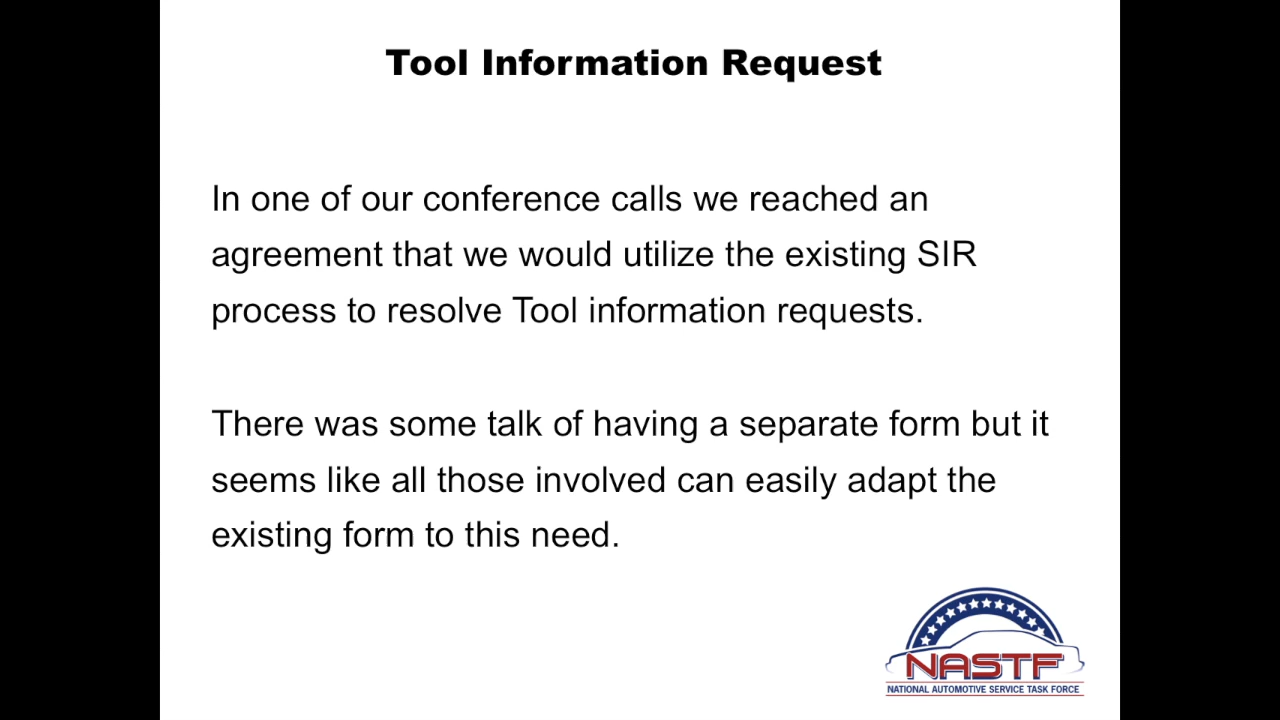 Tool Information Request
In one of our conference calls we reached an
agreement that we would utilize the existing SIR
process to resolve Tool information requests.
There was some talk of having a separate form but it
seems like all those involved can easily adapt the
existing form to this need.
NASTF
NATIONAL AUTOMOTIVE SERVICE TASK FORCE